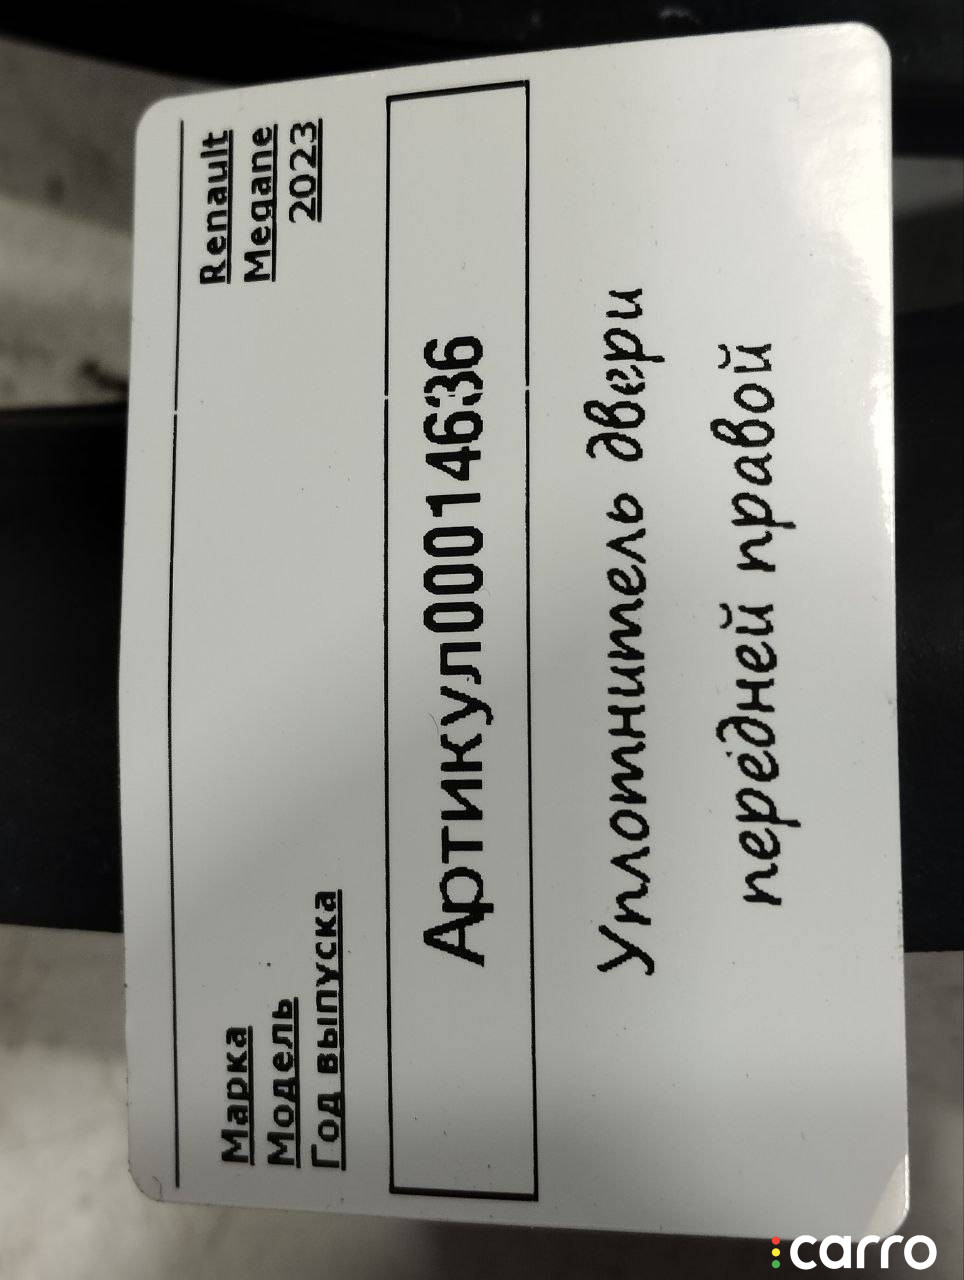 Марка Renault
Модель Megane
Год выпуска 2023
Артикул00014636
Уплотнитель двери
передней правой
carro